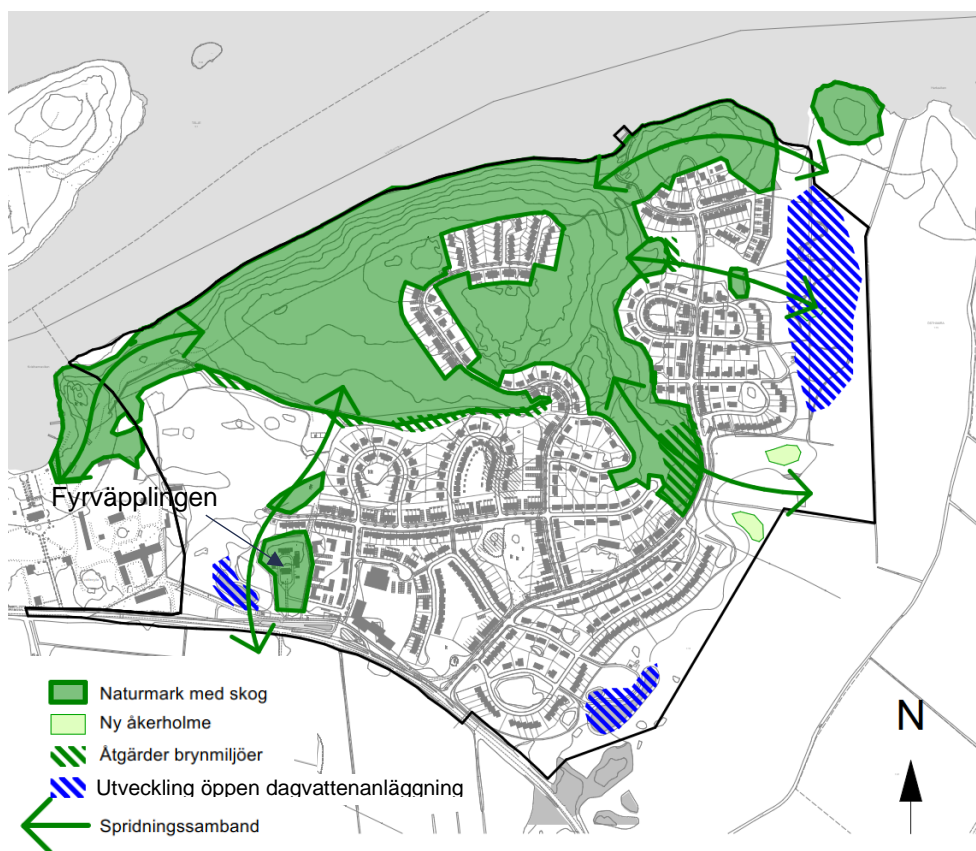 Fyrväpplingen
Naturmark med skog
Ny åkerholme
Åtgärder brynmiljöer
Utveckling öppen dagvattenanläggning
Spridningssamband
N